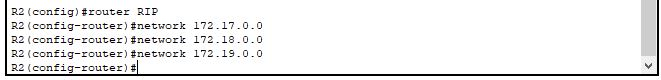 R2(config)#router RIP
R2(config-router)#network 172.17.0.0
R2(config-router)#network 172.18.0.0
R2(config-router)#network 172.19.0.0
R2(config-router)#